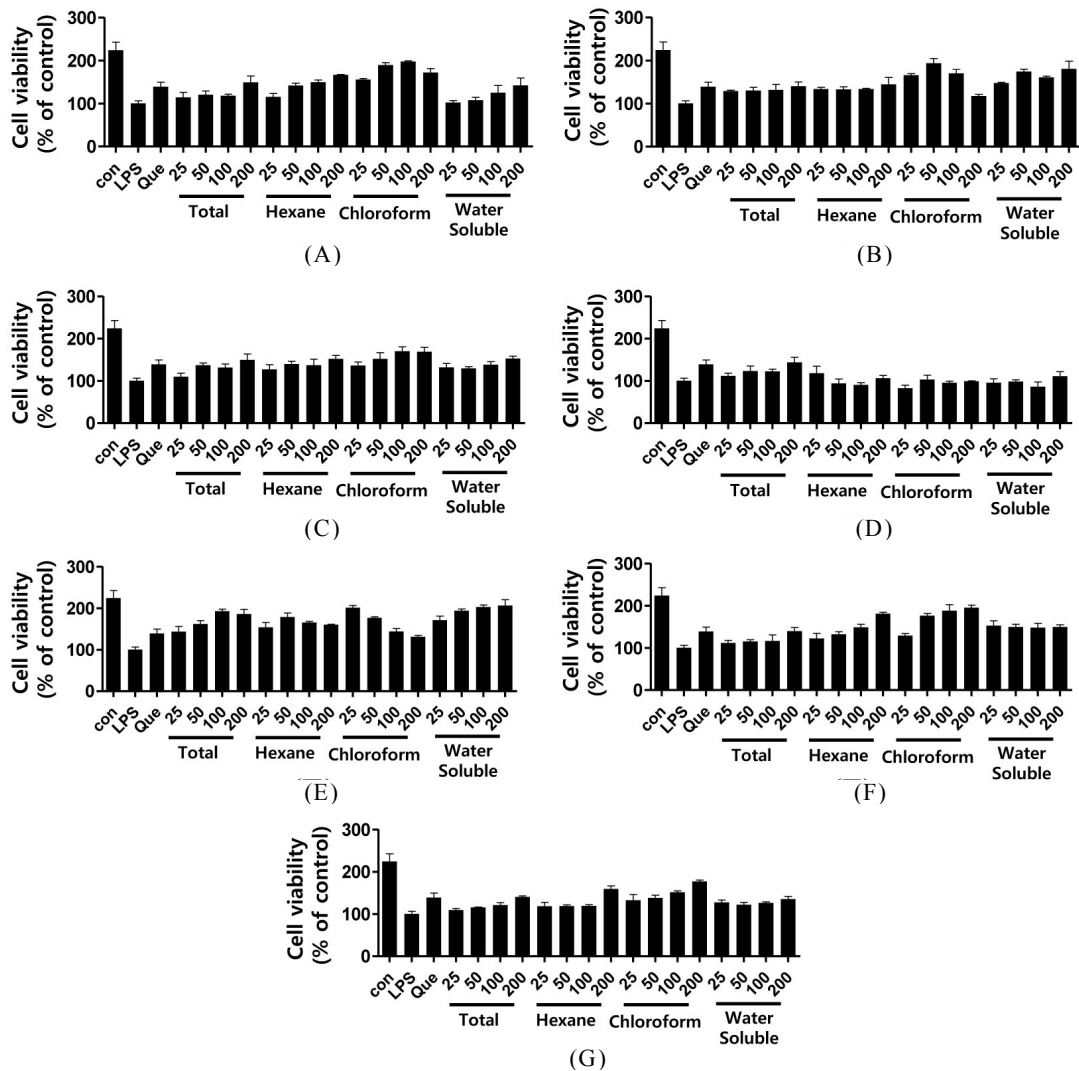 Cell viability
(% of control)
300
200
100
0
con LPS Que 25 50 100 200 25 50 100 200 25 50 100 200 25 50 100 200
Total Hexane Chloroform Water
Soluble
(A)
Cell viability
(% of control)
300
200
100
0
con LPS Que 25 50 100 200 25 50 100 200 25 50 100 200 25 50 100 200
Total Hexane Chloroform Water
Soluble
(B)
Cell viability
(% of control)
300
200
100
0
con LPS Que 25 50 100 200 25 50 100 200 25 50 100 200 25 50 100 200
Total Hexane Chloroform Water
Soluble
(C)
Cell viability
(% of control)
300
200
100
0
con LPS Que 25 50 100 200 25 50 100 200 25 50 100 200 25 50 100 200
Total Hexane Chloroform Water
Soluble
(D)
Cell viability
(% of control)
300
200
100
0
con LPS Que 25 50 100 200 25 50 100 200 25 50 100 200 25 50 100 200
Total Hexane Chloroform Water
Soluble
(E)
Cell viability
(% of control)
300
200
100
0
con LPS Que 25 50 100 200 25 50 100 200 25 50 100 200 25 50 100 200
Total Hexane Chloroform Water
Soluble
(F)
Cell viability
(% of control)
300
200
100
0
con LPS Que 25 50 100 200 25 50 100 200 25 50 100 200 25 50 100 200
Total Hexane Chloroform Water
Soluble
(G)